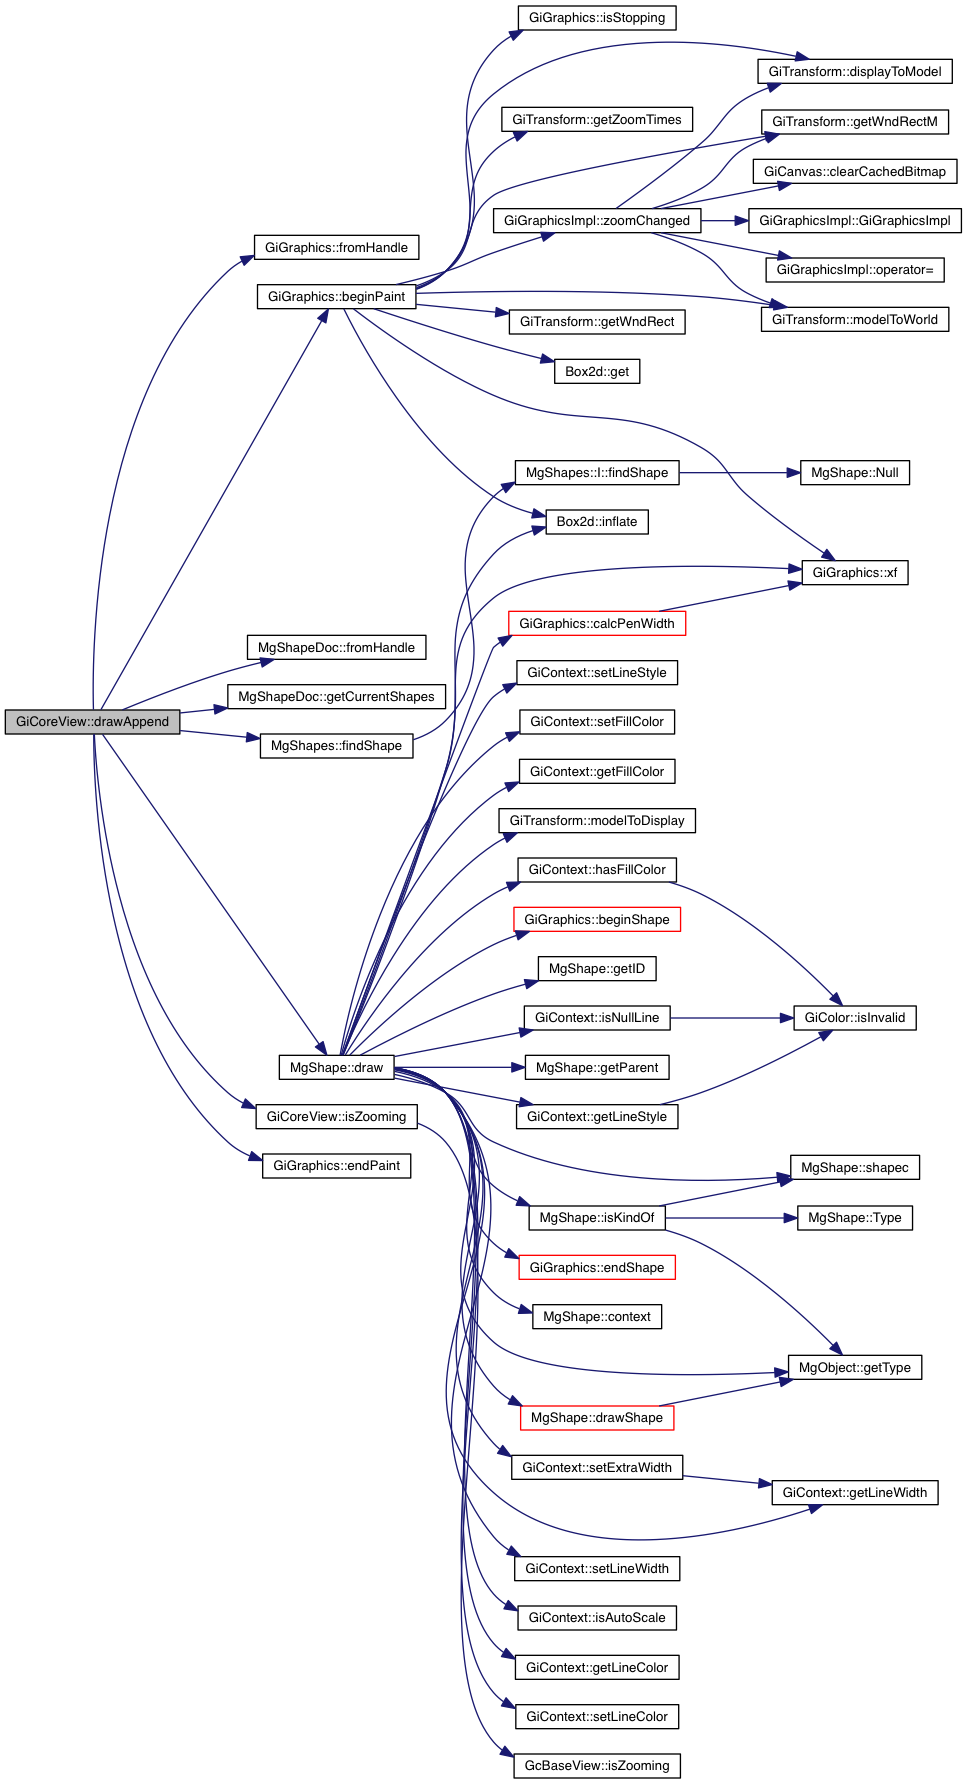 GiGraphics::isStopping
GiTransform::displayToModel
GiTransform::getZoomTimes
GiTransform::getWndRectM
GiCanvas::clearCachedBitmap
GiGraphicsImpl::zoomChanged
GiGraphicsImpl::GiGraphicsImpl
GiGraphics::fromHandle
GiGraphicsImpl::operator=
GiGraphics::beginPaint
GiTransform::getWndRect
GiTransform::modelToWorld
Box2d::get
MgShapes::I::findShape
MgShape::Null
Box2d::inflate
GiGraphics::xf
GiGraphics::calcPenWidth
MgShapeDoc::fromHandle
GiContext::setLineStyle
MgShapeDoc::getCurrentShapes
GiCoreView::drawAppend
GiContext::setFillColor
MgShapes::findShape
GiContext::getFillColor
GiTransform::modelToDisplay
GiContext::hasFillColor
GiGraphics::beginShape
MgShape::getID
GiContext::isNullLine
GiColor::isInvalid
MgShape::draw
MgShape::getParent
GiCoreView::isZooming
GiContext::getLineStyle
GiGraphics::endPaint
MgShape::shapec
MgShape::isKindOf
MgShape::Type
GiGraphics::endShape
MgShape::context
MgObject::getType
MgShape::drawShape
GiContext::setExtraWidth
GiContext::getLineWidth
GiContext::setLineWidth
GiContext::isAutoScale
GiContext::getLineColor
GiContext::setLineColor
GcBaseView::isZooming